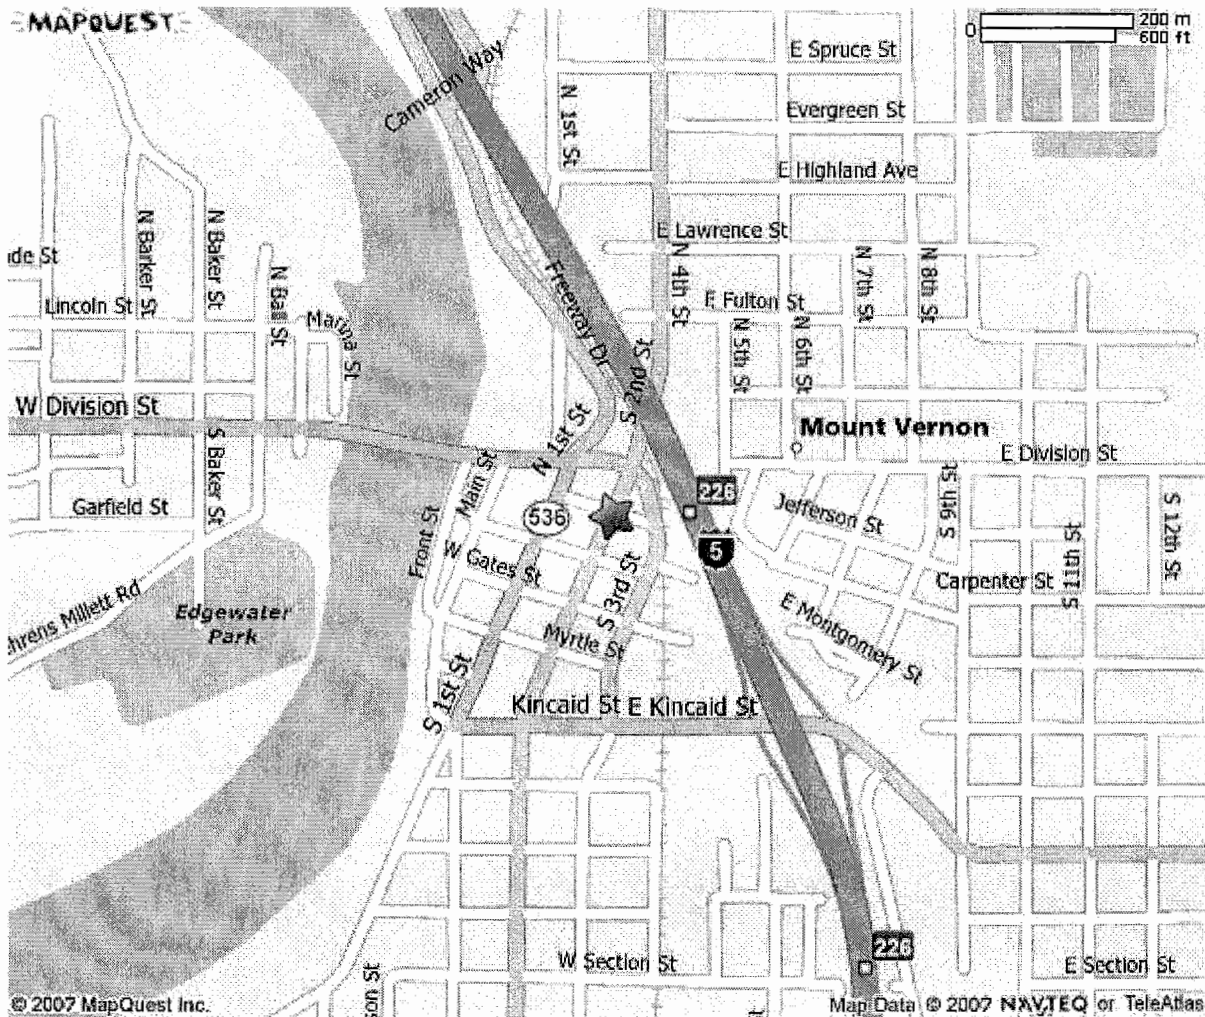 MAPQUEST
0
200 m
600 ft
E Spruce St
Cameron Way
N 1st St
Evergreen St
E Highland Ave
E Lawrence St
N Barker St
N Baker St
N Ball St
N 4th St
N 7th St
N 8th St
Lincoln St
Marina St
Freeway Dr
E Fulton St
N 5th St
N 6th St
S 2nd St
W Division St
Mount Vernon
N 1st St
E Division St
S Baker St
Main St
Garfield St
536
226
Jefferson St
S 9th St
S 12th St
Front St
W Gates St
5
S 11th St
Carpenter St
S 3rd St
E Montgomery St
Edgewater
Park
Myrtle St
S 1st St
Kincaid St
E Kincaid St
226
W Section St
E Section St
© 2007 MapQuest Inc.
Map Data © 2007 NAVTEQ or TeleAtlas